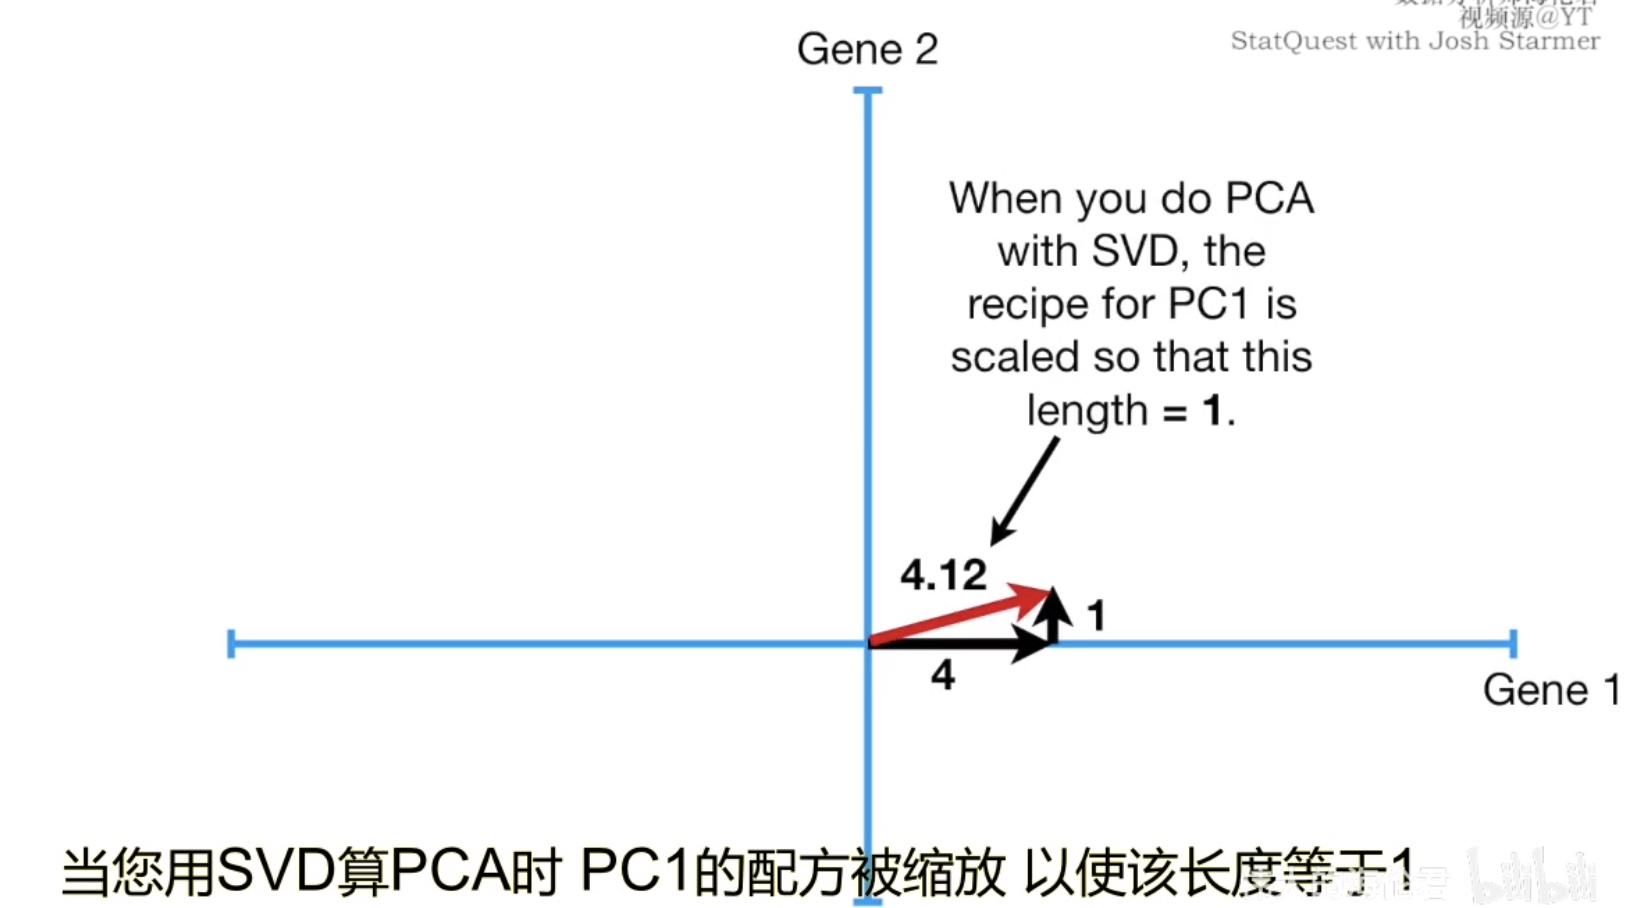 视频源@YT
StatQuest with Josh Starmer
Gene 2
When you do PCA
with SVD, the
recipe for PC1 is
scaled so that this
length = 1.
4.12
1
4
Gene 1
当您用SVD算PCA时 PC1的配方被缩放 以使该长度等于1
bilibili